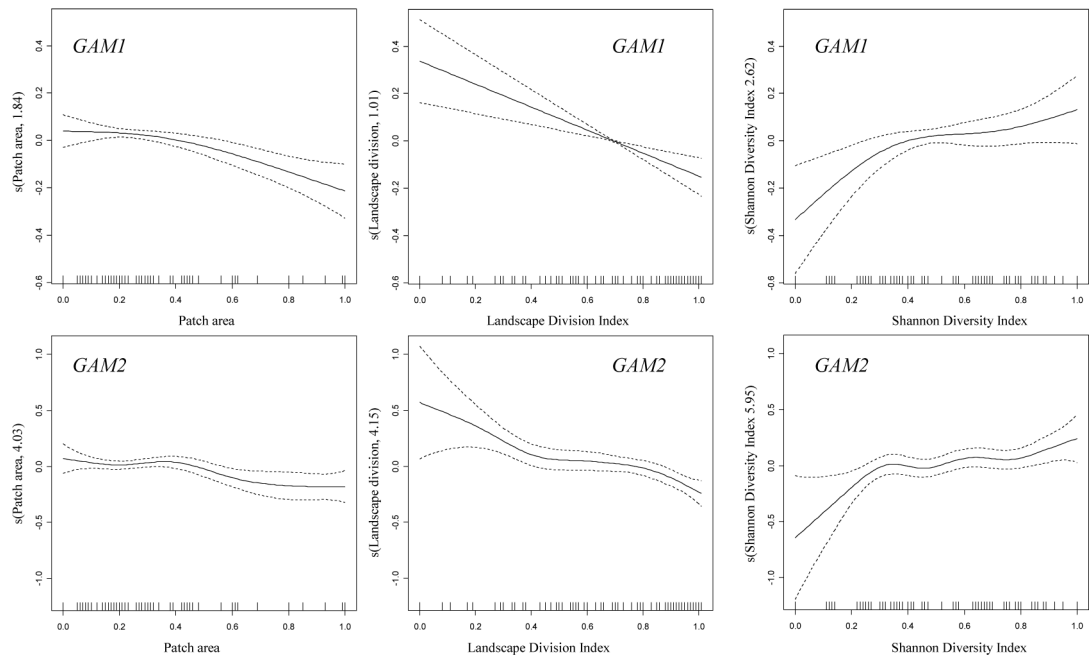 GAM1
s(Patch area, 1.84)
0.4
0.2
0.0
-0.2
-0.4
-0.6
0.0 0.2 0.4 0.6 0.8 1.0
Patch area
GAM1
s(Landscape division, 1.01)
0.4
0.2
0.0
-0.2
-0.4
-0.6
0.0 0.2 0.4 0.6 0.8 1.0
Landscape Division Index
GAM1
s(Shannon Diversity Index 2.62)
0.4
0.2
0.0
-0.2
-0.4
-0.6
0.0 0.2 0.4 0.6 0.8 1.0
Shannon Diversity Index
GAM2
s(Patch area, 4.03)
1.0
0.5
0.0
-0.5
-1.0
0.0 0.2 0.4 0.6 0.8 1.0
Patch area
GAM2
s(Landscape division, 4.15)
1.0
0.5
0.0
-0.5
-1.0
0.0 0.2 0.4 0.6 0.8 1.0
Landscape Division Index
GAM2
s(Shannon Diversity Index 5.95)
1.0
0.5
0.0
-0.5
-1.0
0.0 0.2 0.4 0.6 0.8 1.0
Shannon Diversity Index